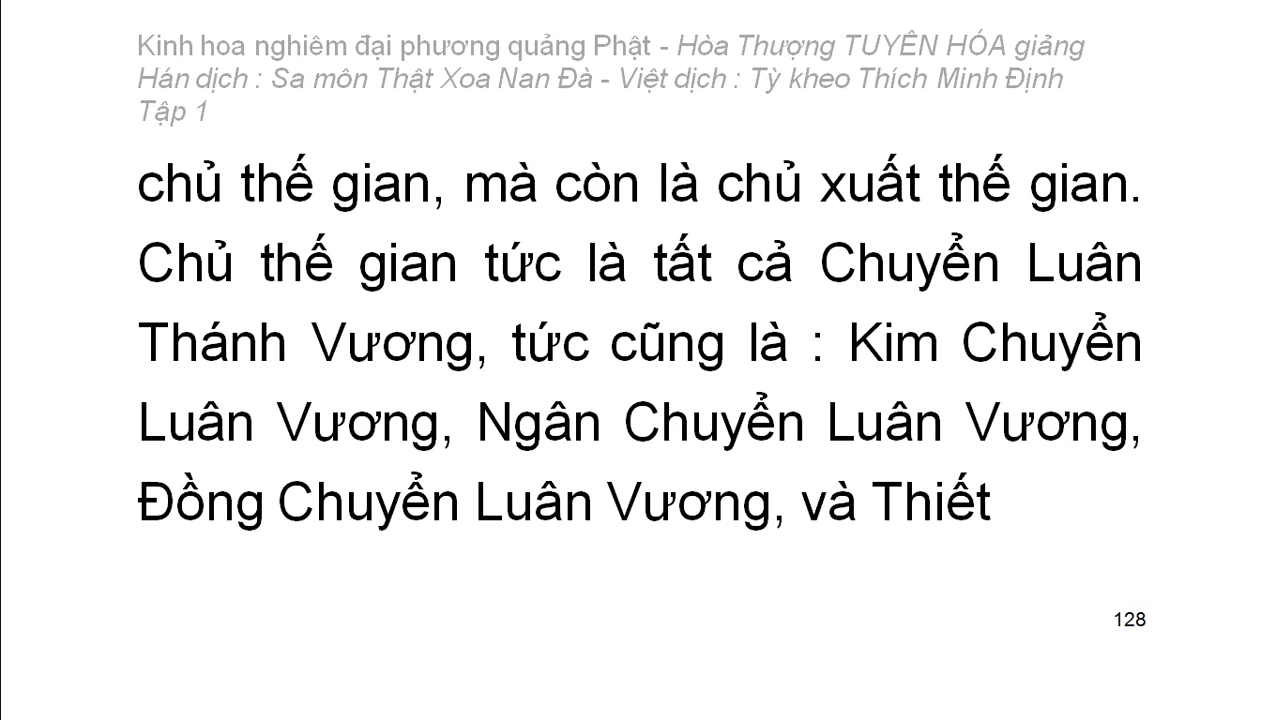 Kinh hoa nghiêm đại phương quảng Phật - Hòa Thượng TUYÊN HÓA giảng
Hán dịch : Sa môn Thật Xoa Nan Đà - Việt dịch : Tỳ kheo Thích Minh Định
Tập 1
chủ thế gian, mà còn là chủ xuất thế gian.
Chủ thế gian tức là tất cả Chuyển Luân
Thánh Vương, tức cũng là : Kim Chuyển
Luân Vương, Ngân Chuyển Luân Vương,
Đồng Chuyển Luân Vương, và Thiết
128